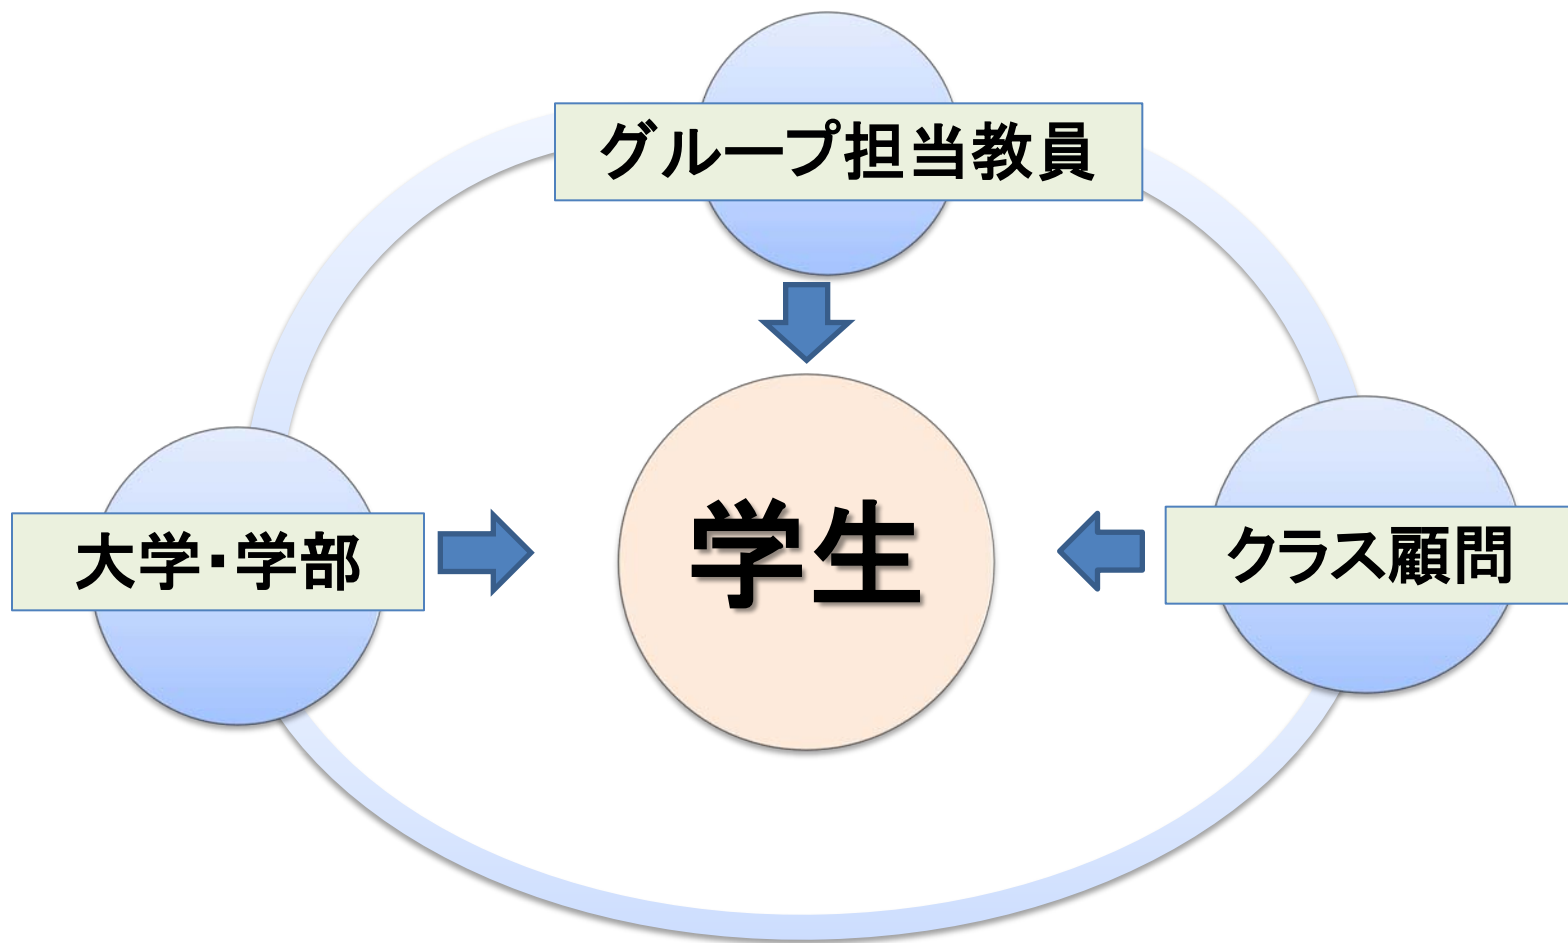 グループ担当教員
大学・学部
学生
クラス顧問